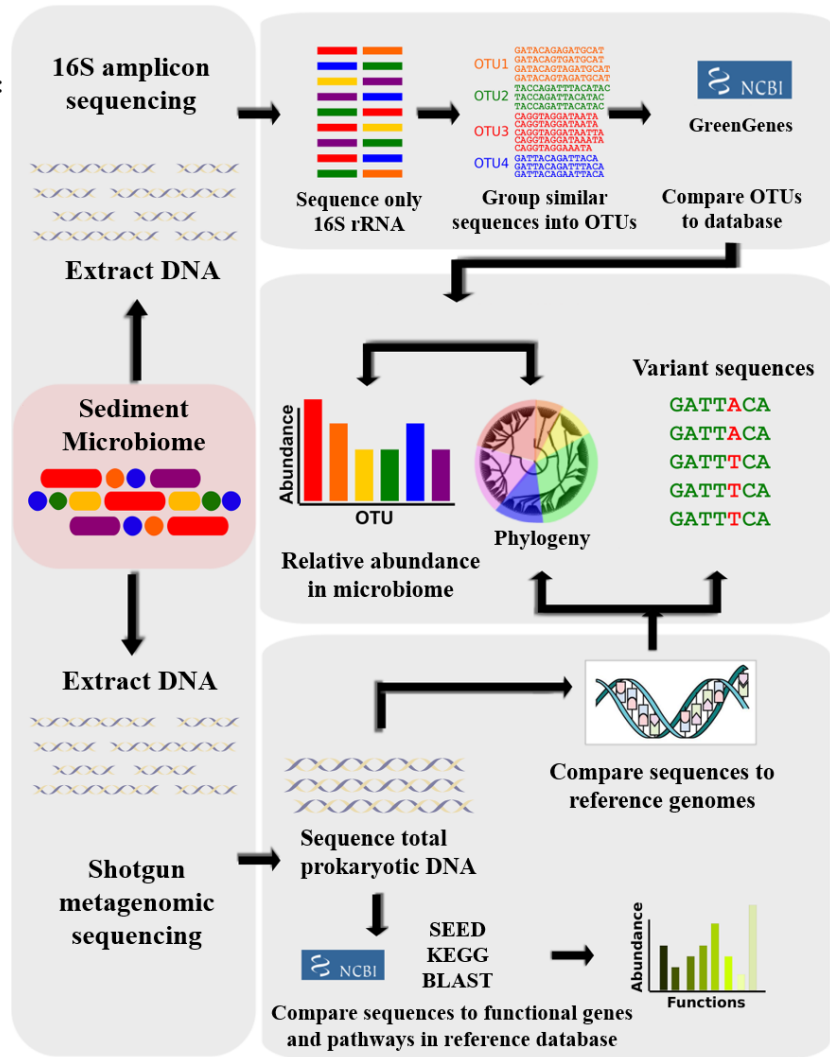 :
16S amplicon
sequencing
Extract DNA
OTU1
GATACAGAGATGCAT
GATACAGTGATGCAT
GATACAGTAGATGCAT
GATACAGTAGATGCAT
OTU2
TACCAGATTTACATAC
TACCAGATTACATAC
TACCAGATTACATAC
OTU3
CAGGTAGGATAATA
CAGGTAGGATAATA
CAGGTAGGATAATTA
CAGGTAGGATAAATA
CAGGTAGGAAATA
OTU4
GATTACAGATTACA
GATTACAGATTTACA
GATTACAGAATTACA
NCBI
GreenGenes
Sequence only
16S rRNA
Group similar
sequences into OTUs
Compare OTUs
to database
Sediment
Microbiome
Abundance
OTU
Relative abundance
in microbiome
Phylogeny
Variant sequences
GATTACA
GATTACA
GATTTCA
GATTTCA
GATTTCA
Extract DNA
Shotgun
metagenomic
sequencing
Sequence total
prokaryotic DNA
Compare sequences to
reference genomes
NCBI
SEED
KEGG
BLAST
Compare sequences to functional genes
and pathways in reference database
Abundance
Functions